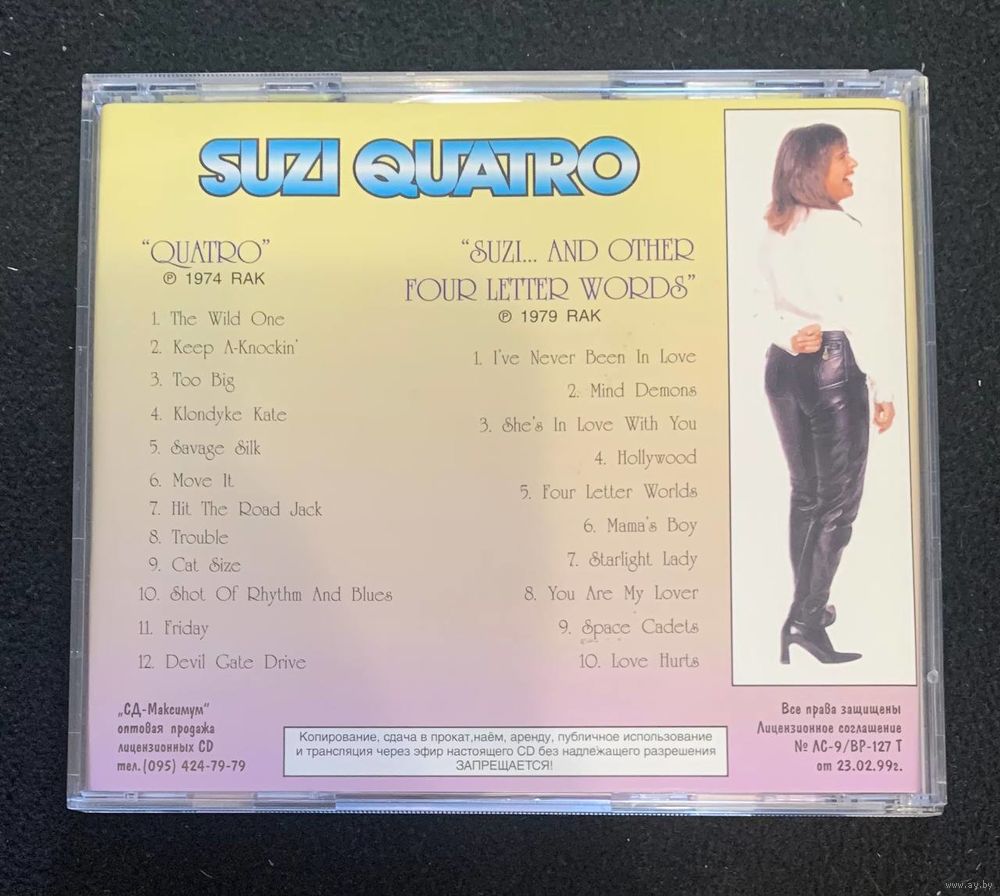 SUZI QUATRO
“QUATRO”
℗ 1974 RAK
1. The Wild One
2. Keep A-Knockin'
3. Too Big
4. Klondyke Kate
5. Savage Silk
6. Move It
7. Hit The Road Jack
8. Trouble
9. Cat Size
10. Shot Of Rhythm And Blues
11. Friday
12. Devil Gate Drive
“SUZI... AND OTHER
FOUR LETTER WORDS”
℗ 1979 RAK
1. I've Never Been In Love
2. Mind Demons
3. She's In Love With You
4. Hollywood
5. Four Letter Worlds
6. Mama's Boy
7. Starlight Lady
8. You Are My Lover
9. Space Cadets
10. Love Hurts
„СД-Максимум"
оптовая продажа
лицензионных CD
тел.(095) 424-79-79
Копирование, сдача в прокат,наём, аренду, публичное использование
и трансляция через эфир настоящего CD без надлежащего разрешения
ЗАПРЕЩАЕТСЯ!
Все права защищены
Лицензионное соглашение
№ ЛС-9/ВР-127 Т
от 23.02.99г.
www.ay.by